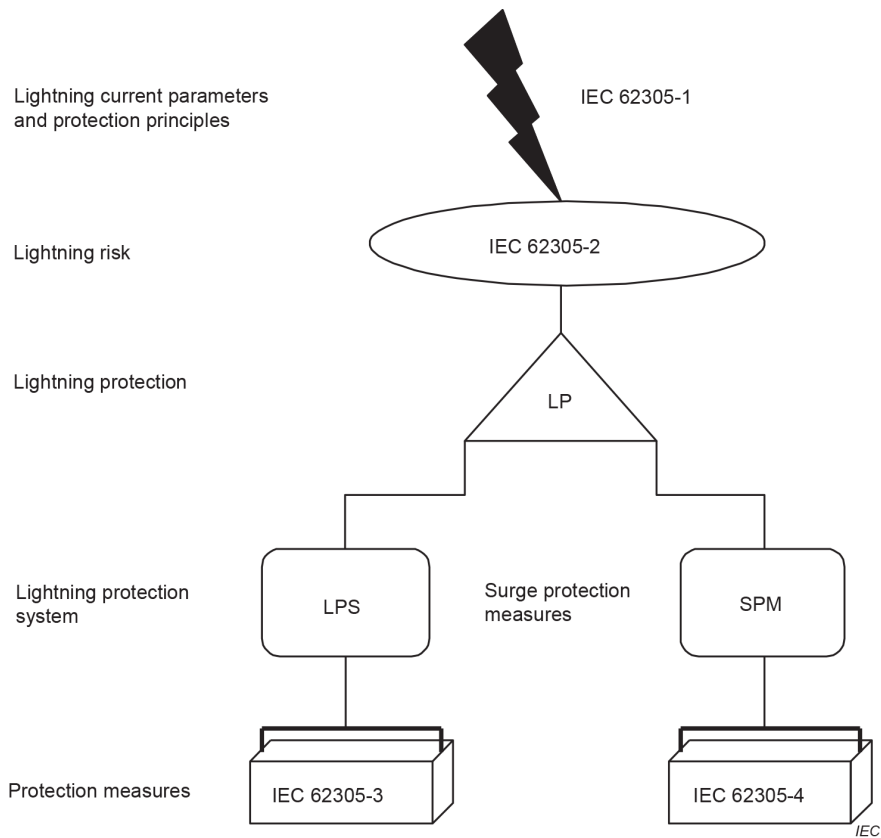 Lightning current parameters
and protection principles
IEC 62305-1
Lightning risk
IEC 62305-2
Lightning protection
LP
Lightning protection
system
LPS
Surge protection
measures
SPM
Protection measures
IEC 62305-3
IEC 62305-4
IEC